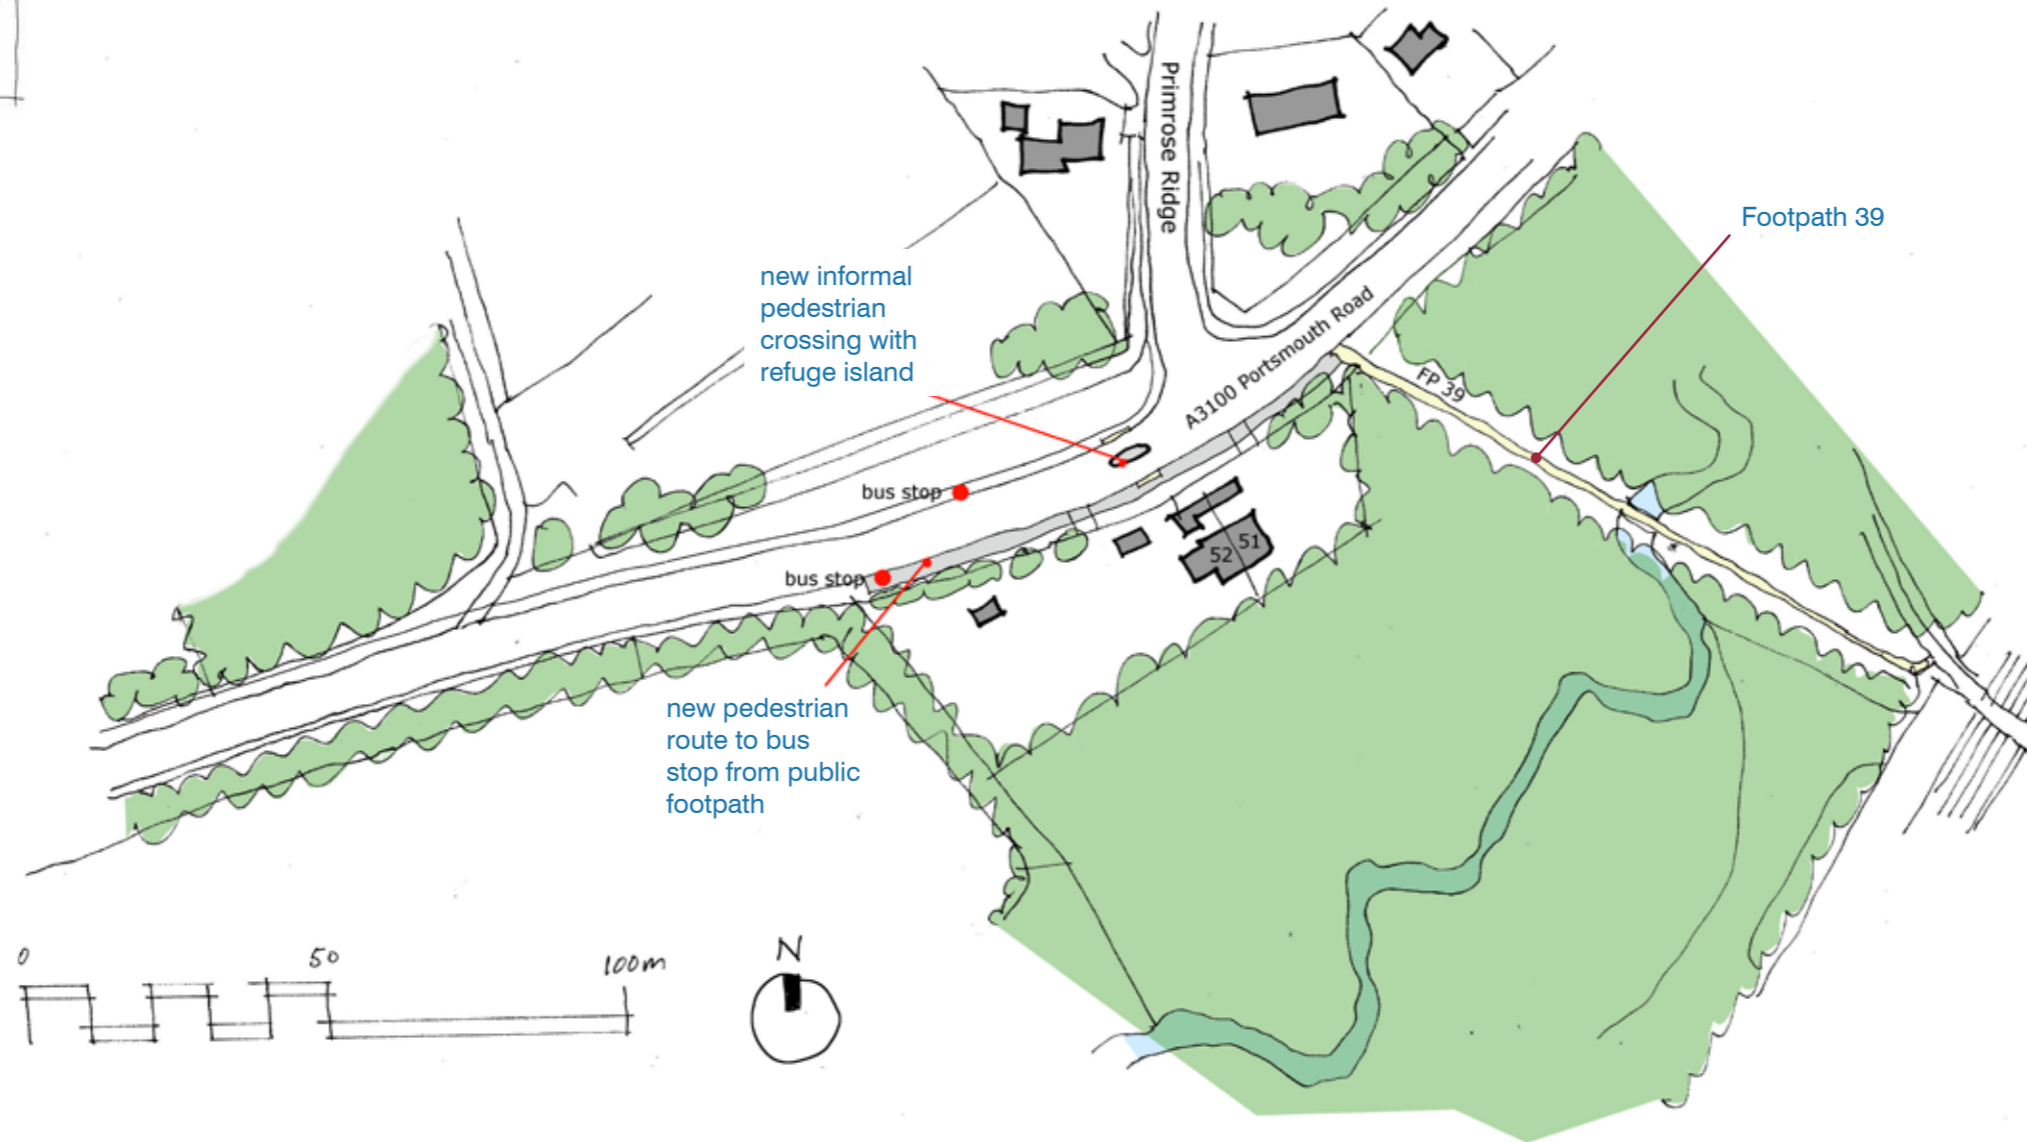 Primrose Ridge
Footpath 39
new informal
pedestrian
crossing with
refuge island
A3100 Portsmouth Road
FP 39
bus stop
bus stop
51
52
new pedestrian
route to bus
stop from public
footpath
0 50 100m
N